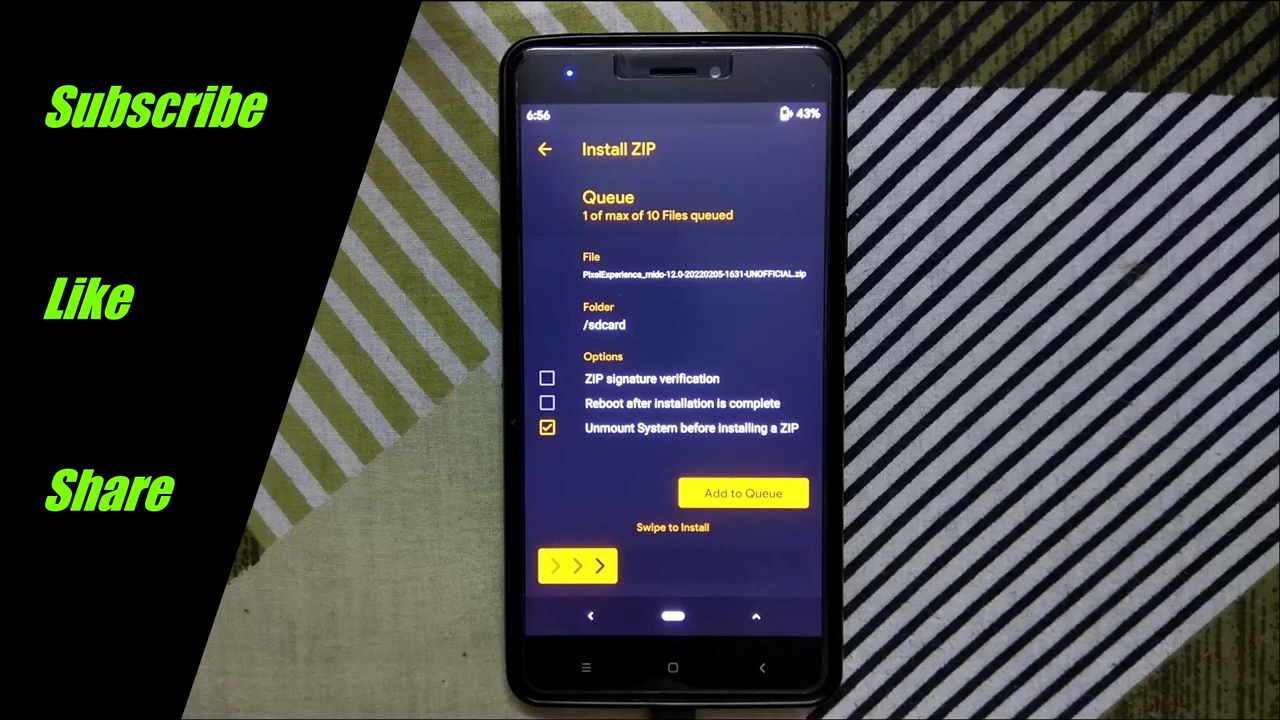 Subscribe
Like
Share
6:56
43%
Install ZIP
Queue
1 of max of 10 Files queued
File
PixelExperience_mido-12.0-20220205-1631-UNOFFICIAL.zip
Folder
/sdcard
Options
ZIP signature verification
Reboot after installation is complete
Unmount System before installing a ZIP
Add to Queue
Swipe to Install